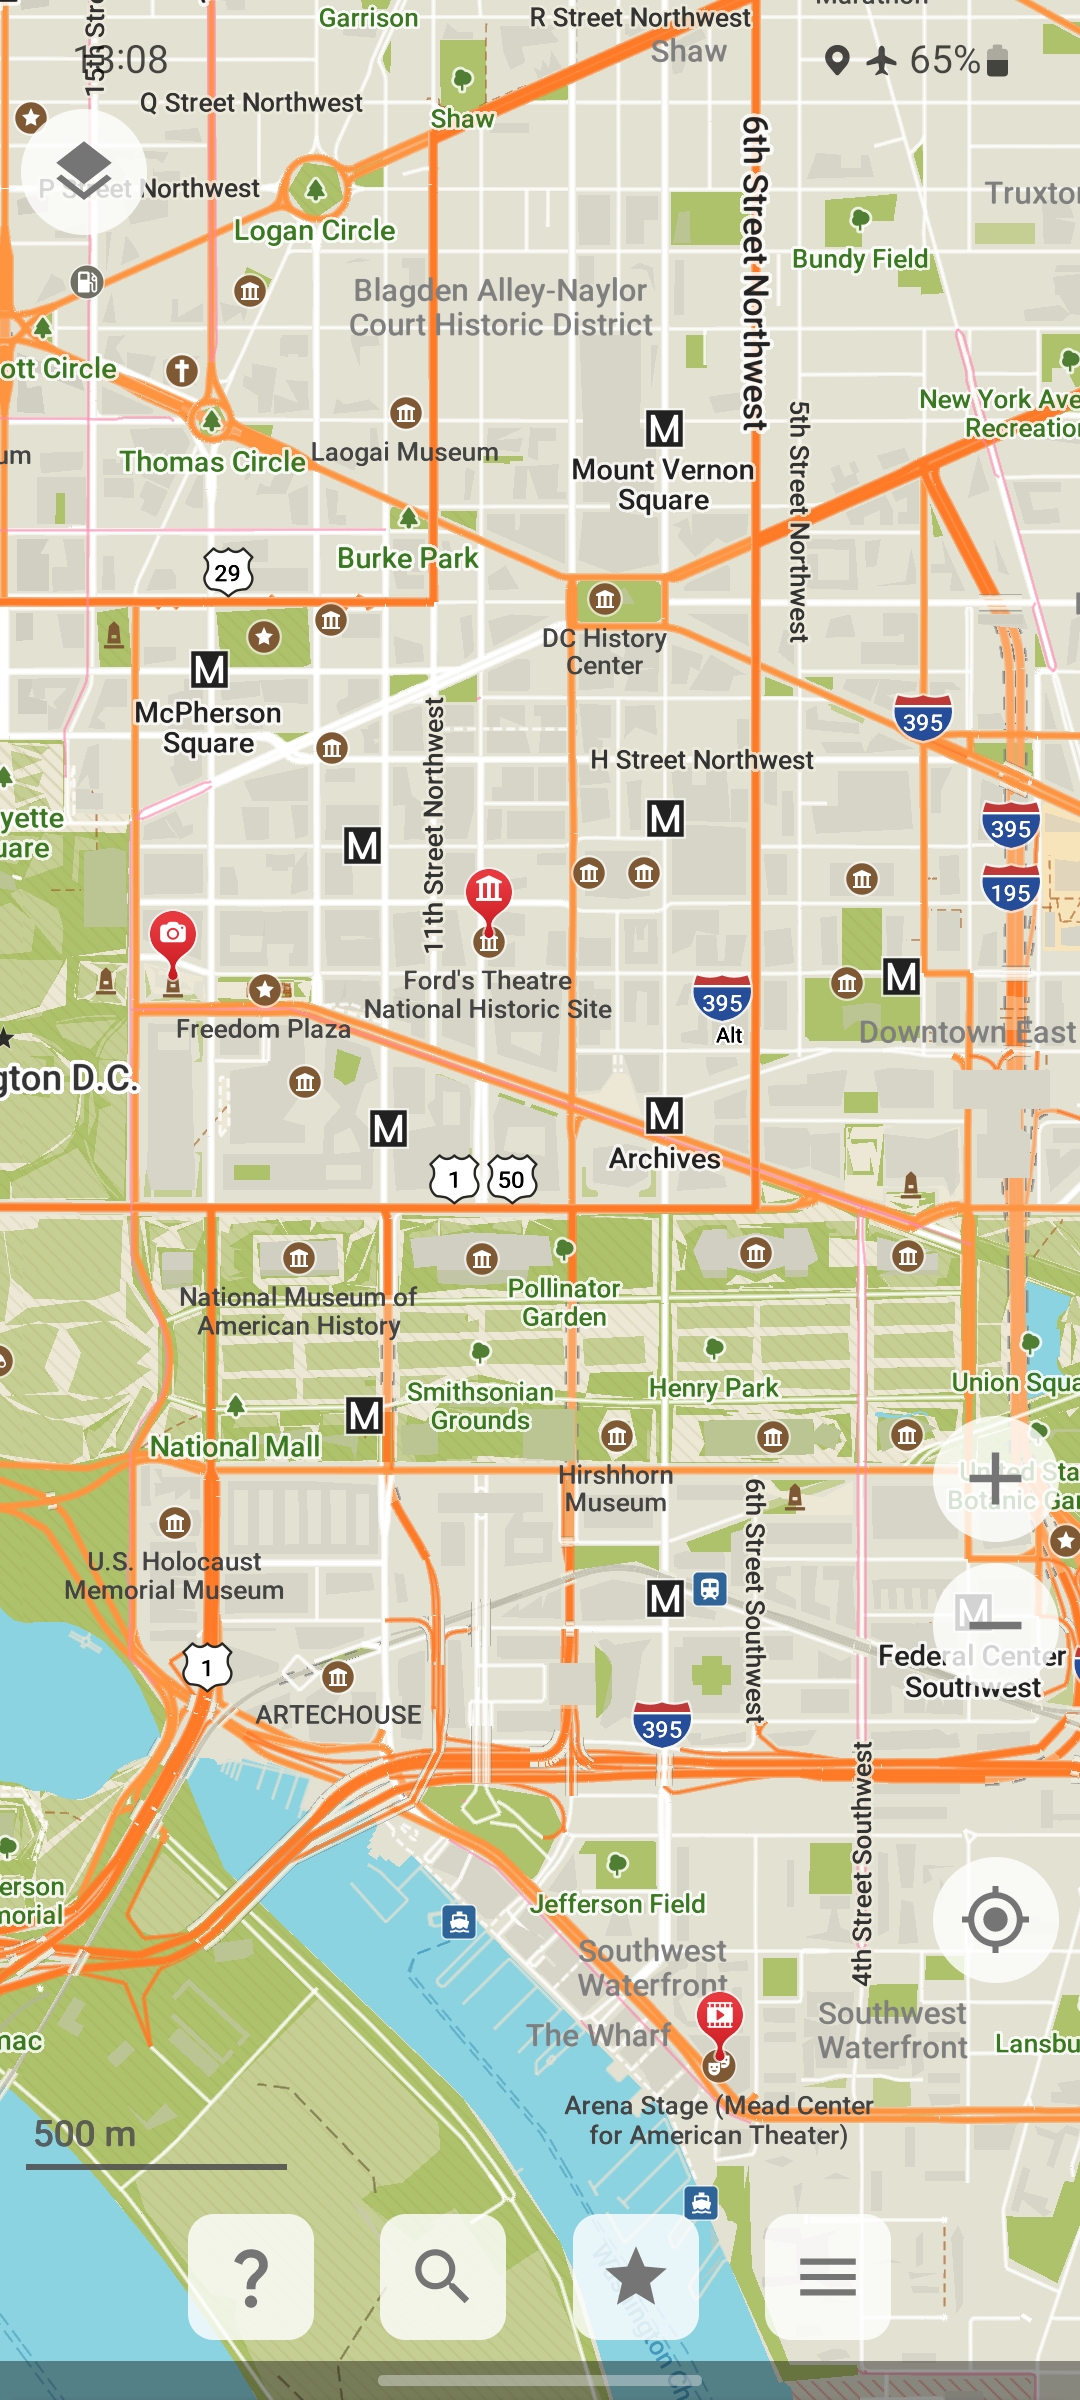 Garrison
R Street Northwest
Shaw
13:08
65%
15th Stre
Q Street Northwest
Shaw
P Street Northwest
Logan Circle
6th Street Northwest
Bundy Field
Blagden Alley-Naylor
Court Historic District
ott Circle
Thomas Circle
Laogai Museum
um
Mount Vernon
Square
5th Street Northwest
New York Ave
Recreation
Burke Park
29
DC History
Center
McPherson
Square
11th Street Northwest
H Street Northwest
395
395
195
yette
uare
Ford's Theatre
National Historic Site
Freedom Plaza
395
Alt
Downtown East
gton D.C.
Archives
1
50
National Museum of
American History
Pollinator
Garden
Smithsonian
Grounds
Henry Park
Union Squa
National Mall
Hirshhorn
Museum
United Sta
Botanic Gar
U.S. Holocaust
Memorial Museum
6th Street Southwest
1
ARTECHOUSE
Federal Center
Southwest
395
4th Street Southwest
erson
morial
Jefferson Field
Southwest
Waterfront
The Wharf
Southwest
Waterfront
mac
Lansbu
Arena Stage (Mead Center
for American Theater)
500 m